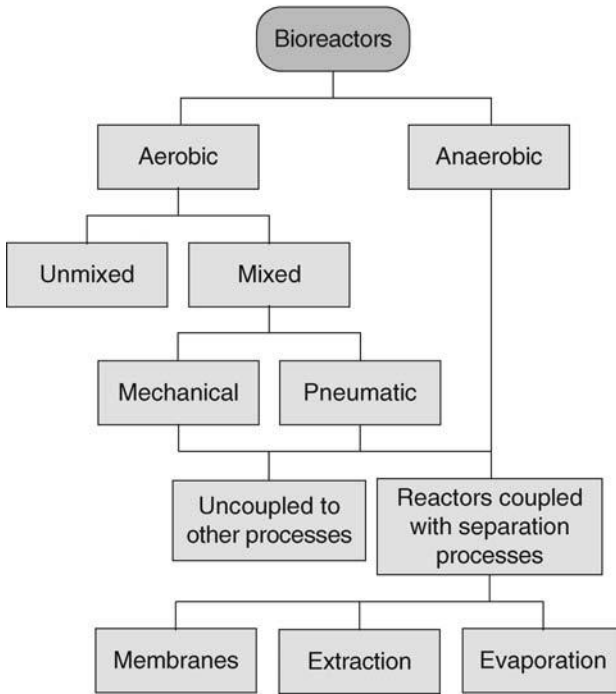 Bioreactors
Aerobic
Anaerobic
Unmixed
Mixed
Mechanical
Pneumatic
Uncoupled to
other processes
Reactors coupled
with separation
processes
Membranes
Extraction
Evaporation